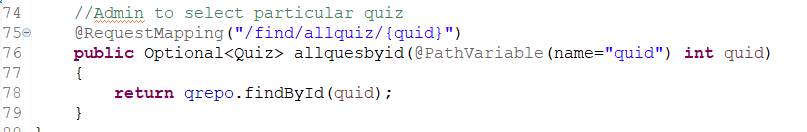 74 //Admin to select particular quiz
75 @RequestMapping("/find/allquiz/{quid}")
76 public Optional<Quiz> allquesbyid(@PathVariable(name="quid") int quid)
77 {
78 return qrepo.findById(quid);
79 }